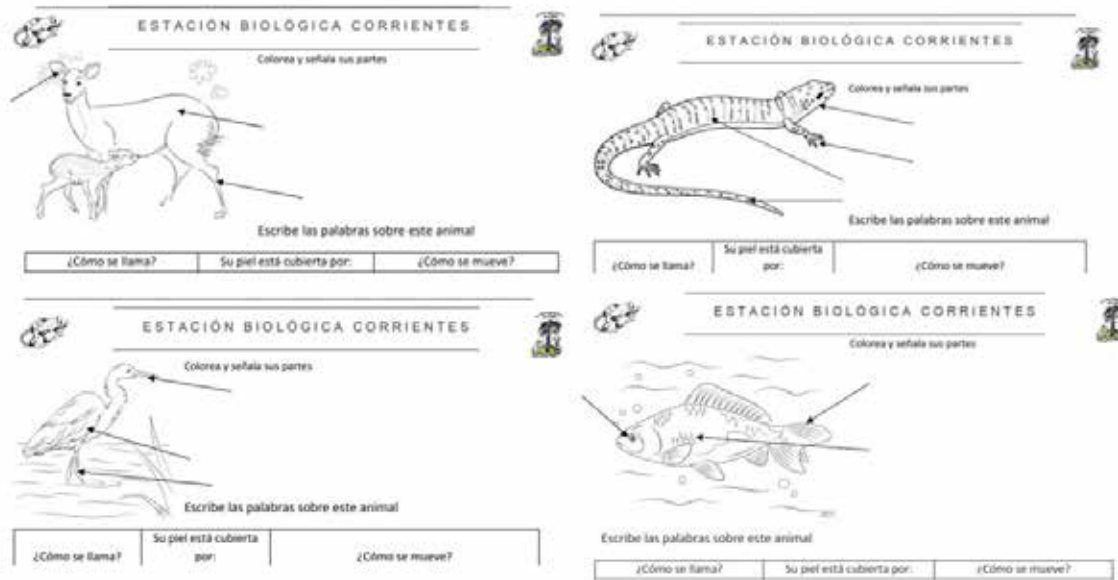 ESTACIÓN BIOLÓGICA CORRIENTES
Colorea y señala sus partes
Escribe las palabras sobre este animal
¿Cómo se llama? Su piel está cubierta por: ¿Cómo se mueve?
ESTACIÓN BIOLÓGICA CORRIENTES
Colorea y señala sus partes
Escribe las palabras sobre este animal
¿Cómo se llama? Su piel está cubierta
por: ¿Cómo se mueve?
ESTACIÓN BIOLÓGICA CORRIENTES
Colorea y señala sus partes
Escribe las palabras sobre este animal
¿Cómo se llama? Su piel está cubierta
por: ¿Cómo se mueve?
ESTACIÓN BIOLÓGICA CORRIENTES
Colorea y señala sus partes
Escribe las palabras sobre este animal
¿Cómo se llama? Su piel está cubierta por: ¿Cómo se mueve?